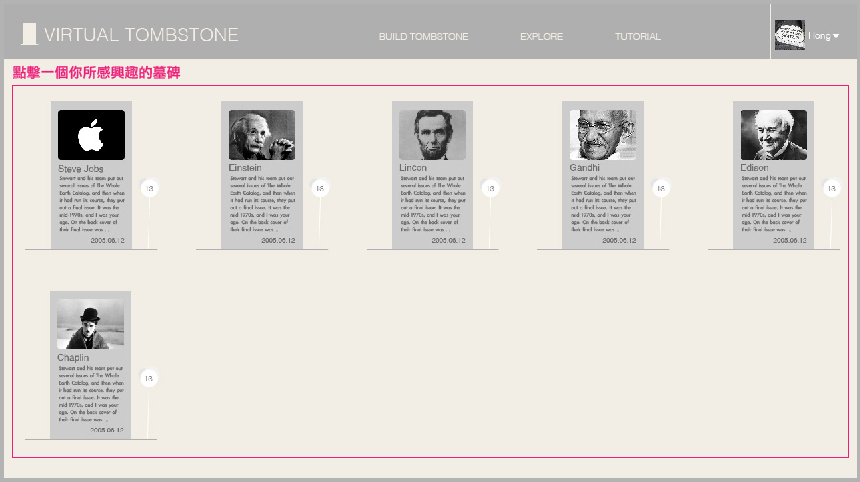 VIRTUAL TOMBSTONE
BUILD TOMBSTONE
EXPLORE
TUTORIAL
Hong
點擊一個你所感興趣的墓碑
Steve Jobs
Stewart and his team put out
several issues of The Whole
Earth Catalog, and then when
it had run its course, they put
out a final issue. It was the
mid 1970s, and I was your
age. On the back cover of
their final issue was ...
2005.06.12
13
Einstein
Stewart and his team put out
several issues of The Whole
Earth Catalog, and then when
it had run its course, they put
out a final issue. It was the
mid 1970s, and I was your
age. On the back cover of
their final issue was ...
2005.06.12
13
Lincon
Stewart and his team put out
several issues of The Whole
Earth Catalog, and then when
it had run its course, they put
out a final issue. It was the
mid 1970s, and I was your
age. On the back cover of
their final issue was ...
2005.06.12
13
Gandhi
Stewart and his team put out
several issues of The Whole
Earth Catalog, and then when
it had run its course, they put
out a final issue. It was the
mid 1970s, and I was your
age. On the back cover of
their final issue was ...
2005.06.12
13
Edison
Stewart and his team put out
several issues of The Whole
Earth Catalog, and then when
it had run its course, they put
out a final issue. It was the
mid 1970s, and I was your
age. On the back cover of
their final issue was ...
2005.06.12
13
Chaplin
Stewart and his team put out
several issues of The Whole
Earth Catalog, and then when
it had run its course, they put
out a final issue. It was the
mid 1970s, and I was your
age. On the back cover of
their final issue was ...
2005.06.12
13